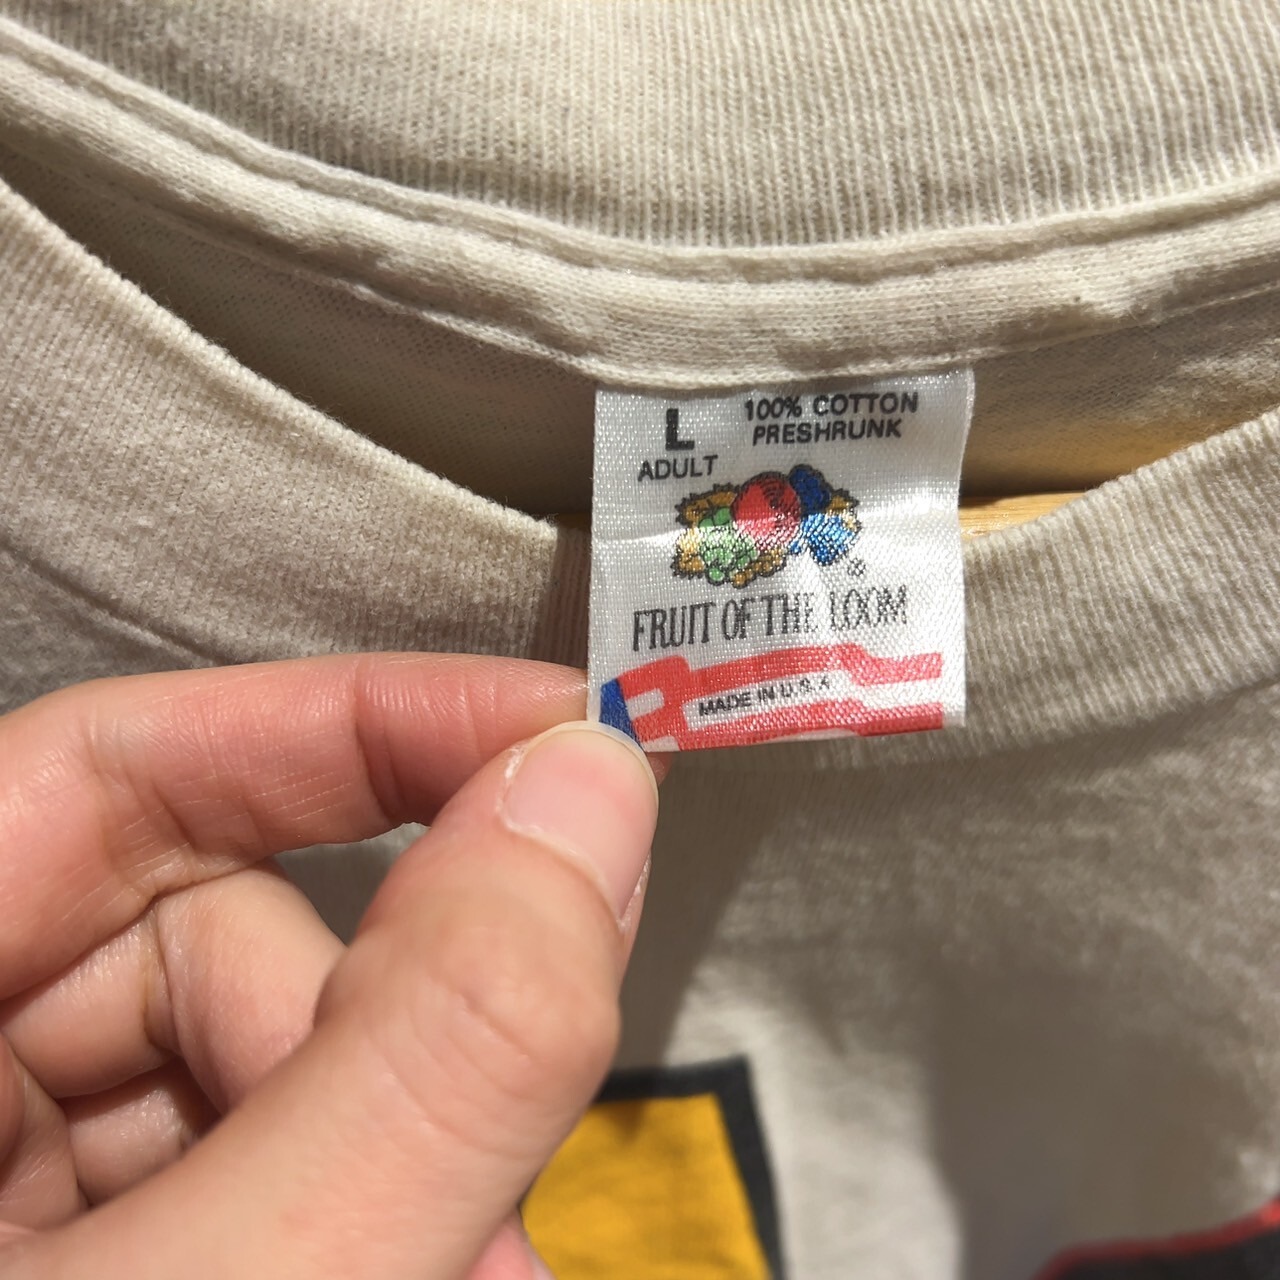 L
ADULT
100% COTTON
PRESHRUNK
®
FRUIT OF THE LOOM
MADE IN U.S.A